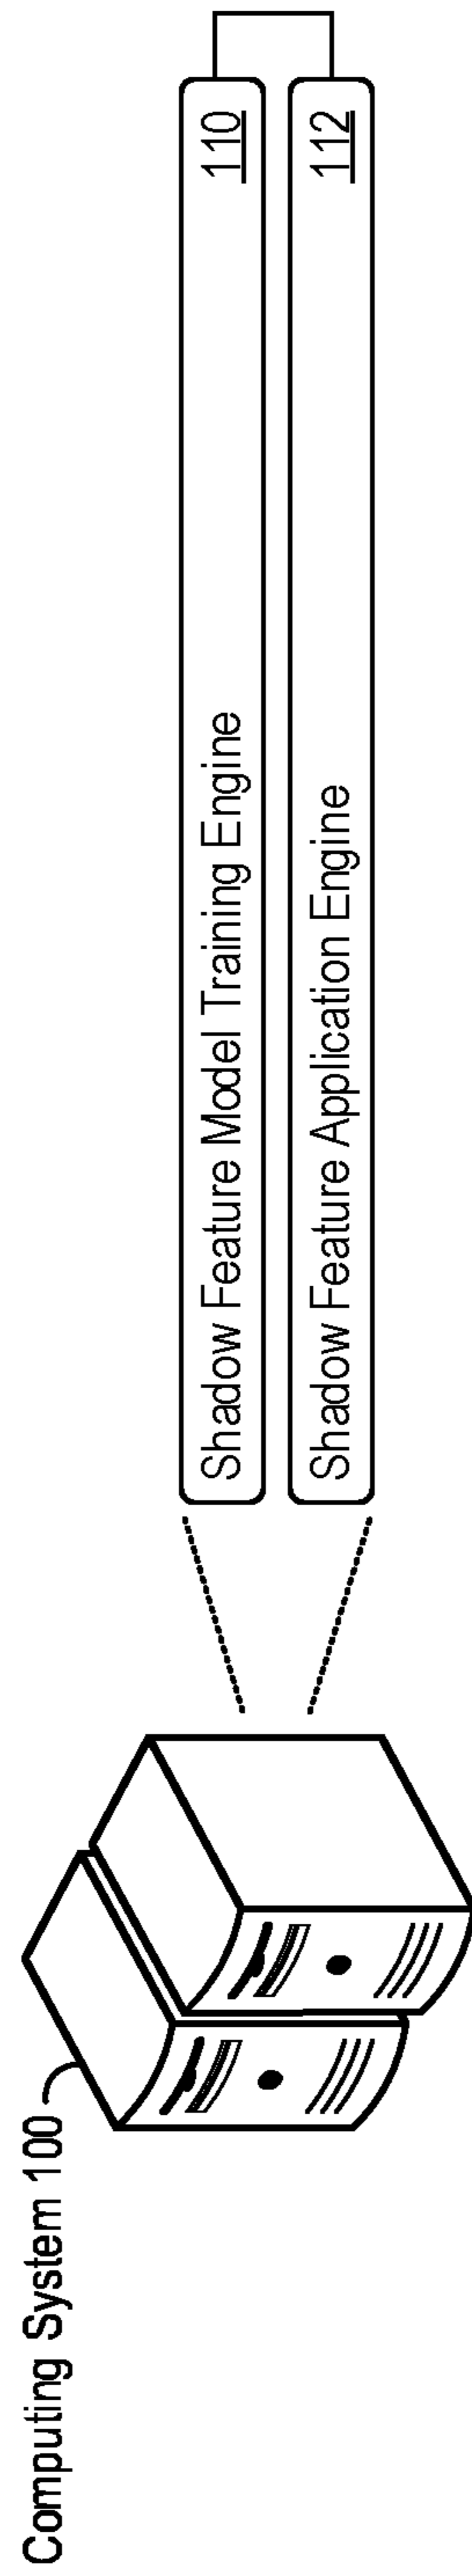 Computing System 100
Shadow Feature Model Training Engine 110
Shadow Feature Application Engine 112